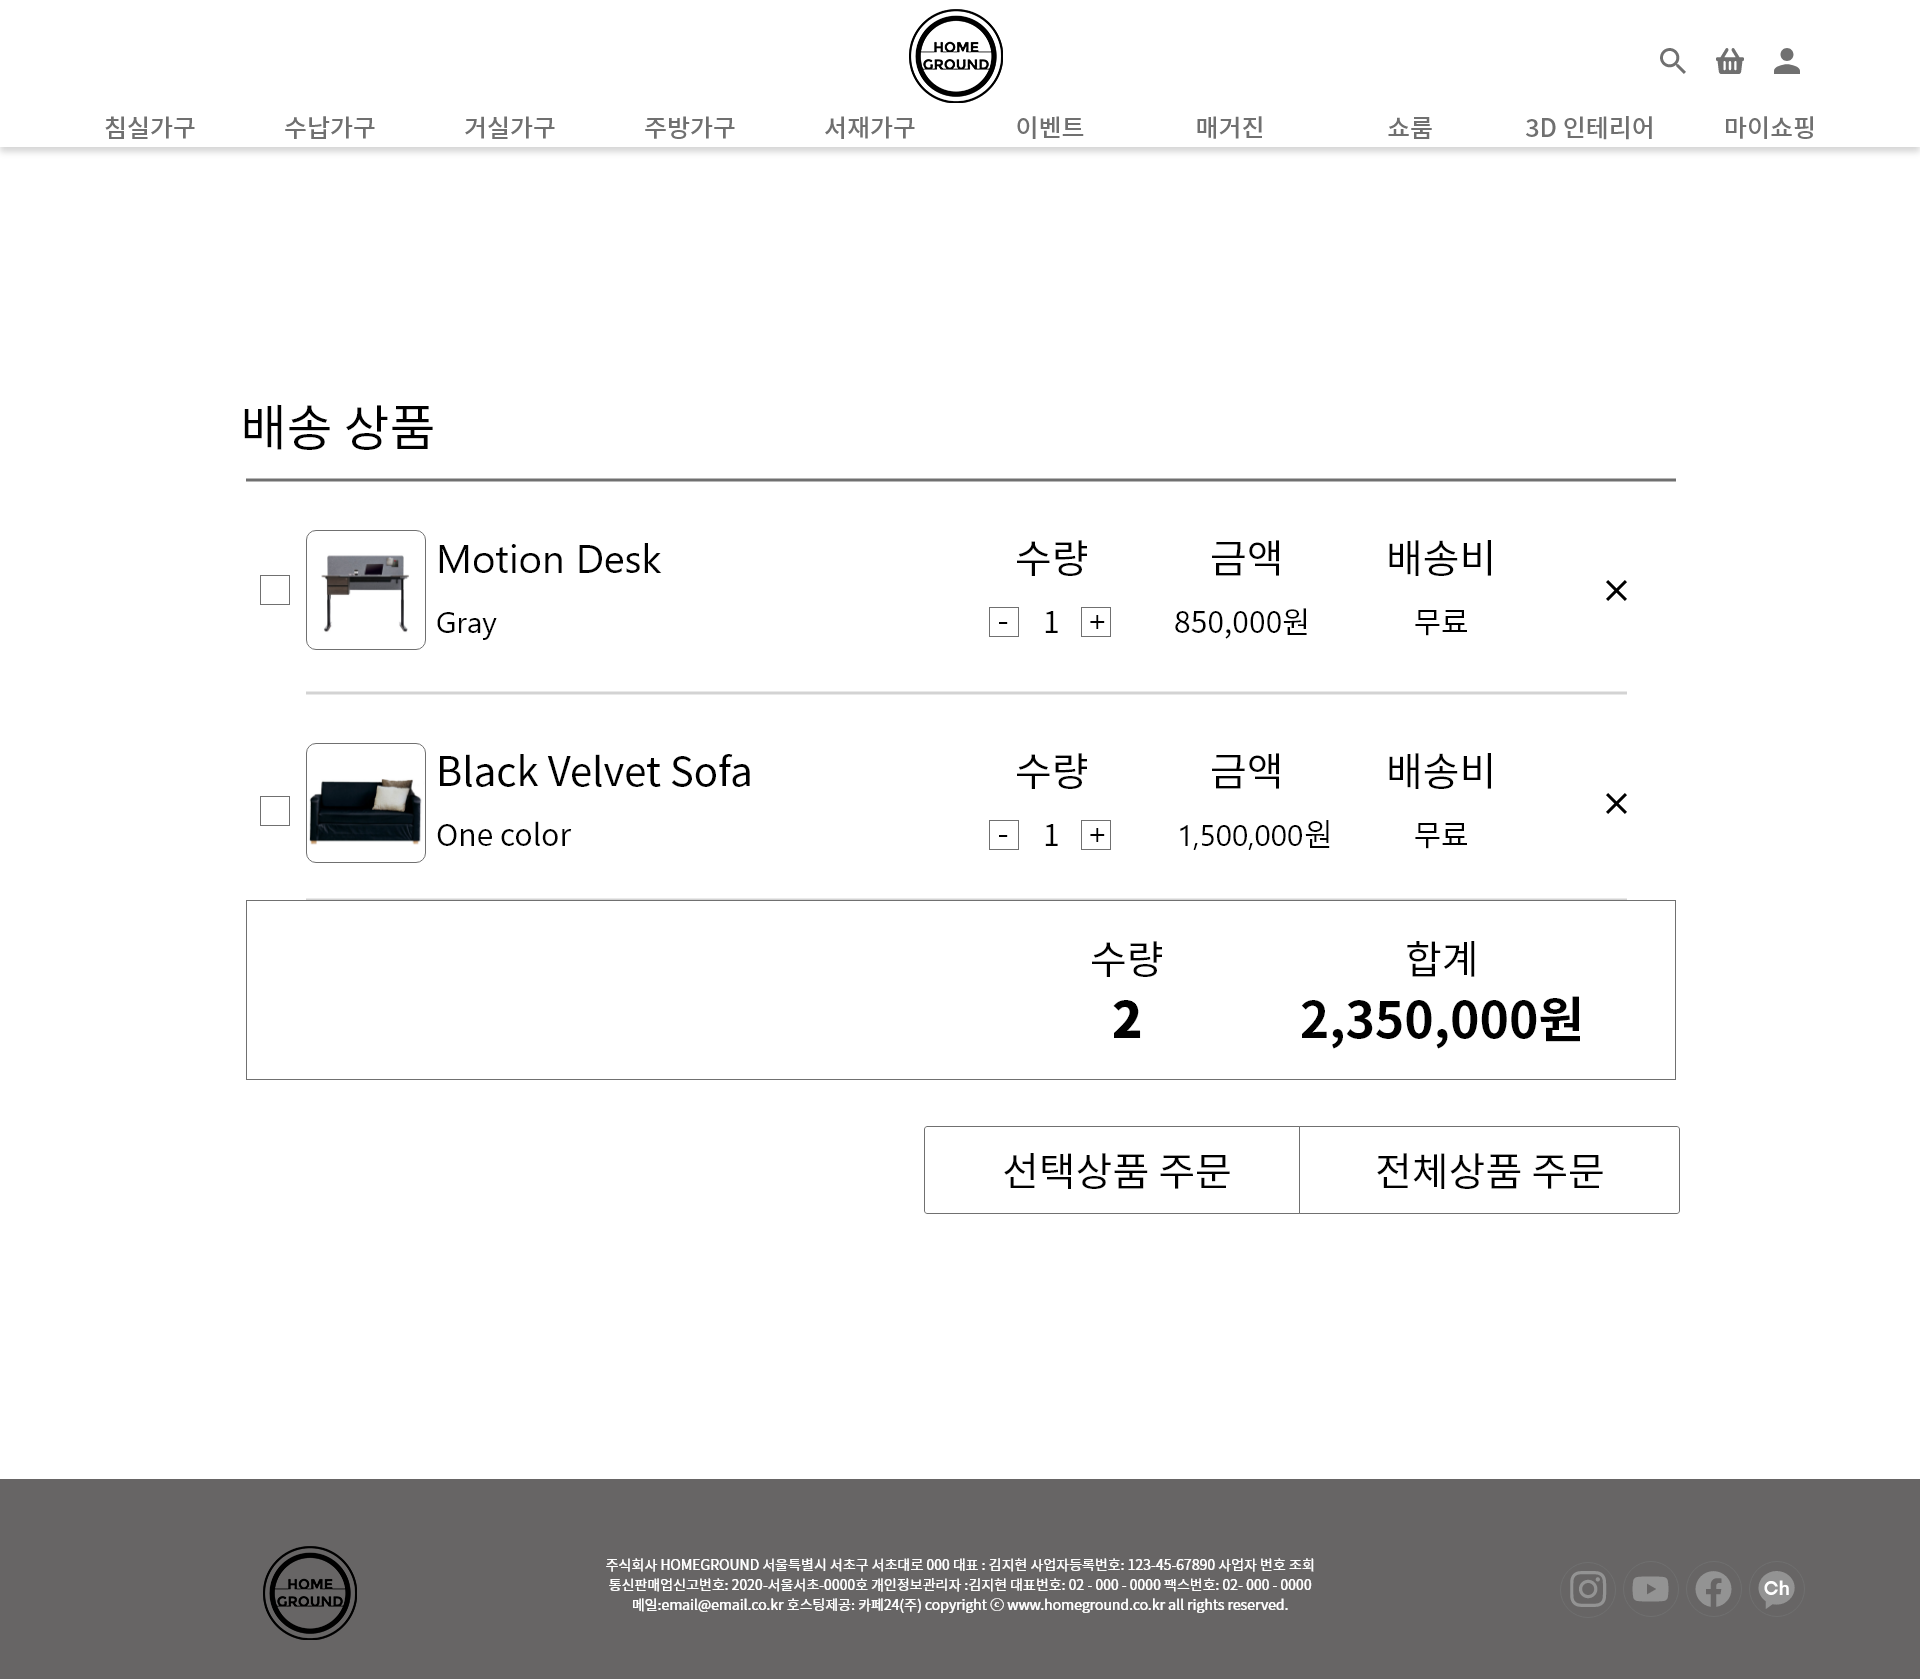 HOME
GROUND
침실가구 수납가구 거실가구 주방가구 서재가구 이벤트 매거진 쇼룸 3D 인테리어 마이쇼핑
배송 상품
Motion Desk 수량 금액 배송비
Gray - 1 + 850,000원 무료
Black Velvet Sofa 수량 금액 배송비
One color - 1 + 1,500,000원 무료
수량 합계
2 2,350,000원
선택상품 주문 전체상품 주문
주식회사 HOMEGROUND 서울특별시 서초구 서초대로 000 대표 : 김지현 사업자등록번호: 123-45-67890 사업자 번호 조회
통신판매업신고번호: 2020-서울서초-0000호 개인정보관리자 :김지현 대표번호: 02 - 000 - 0000 팩스번호: 02- 000 - 0000
메일:email@email.co.kr 호스팅제공: 카페24(주) copyright ⓒ www.homeground.co.kr all rights reserved.
HOME
GROUND
Ch